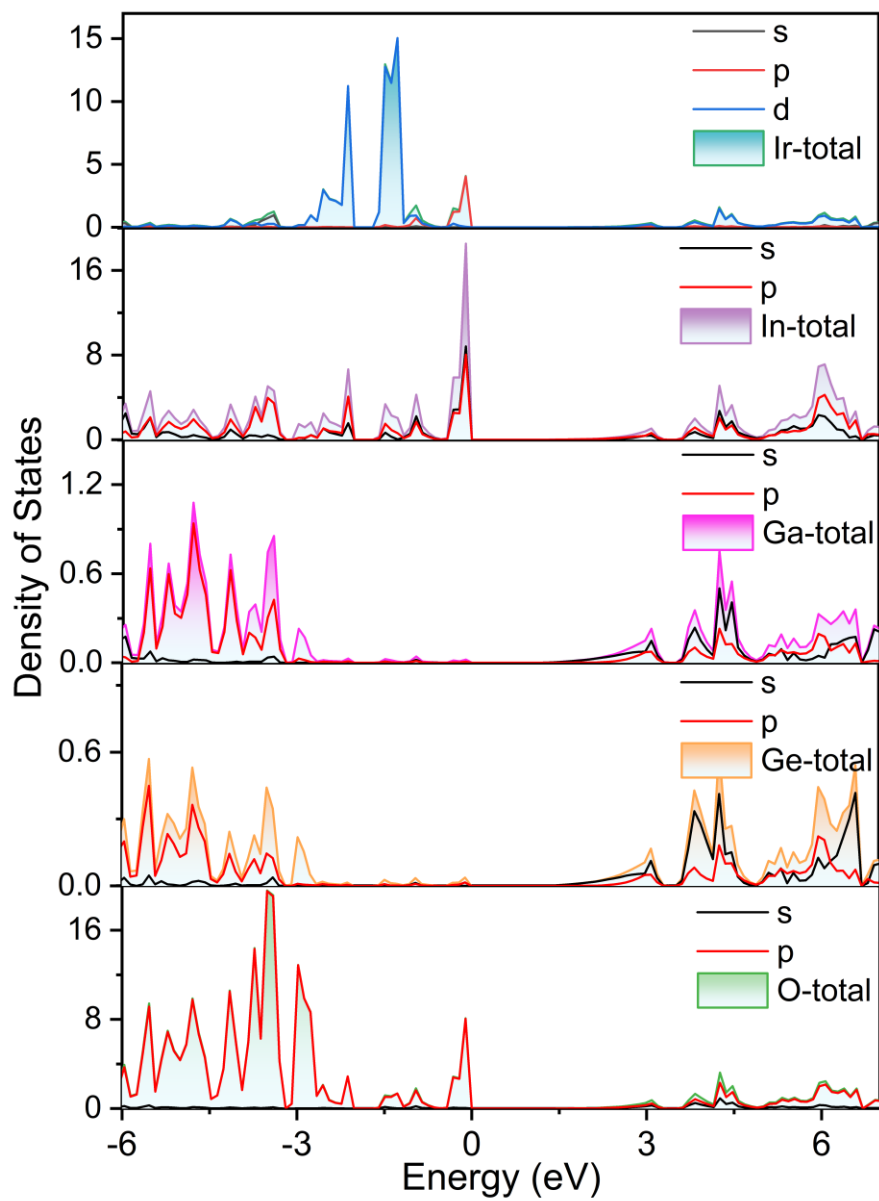 15
10
5
0
s
p
d
Ir-total
16
8
0
s
p
In-total
1.2
0.6
0.0
s
p
Ga-total
0.6
0.0
s
p
Ge-total
16
8
0
s
p
O-total
Density of States
-6
-3
0
3
6
Energy (eV)